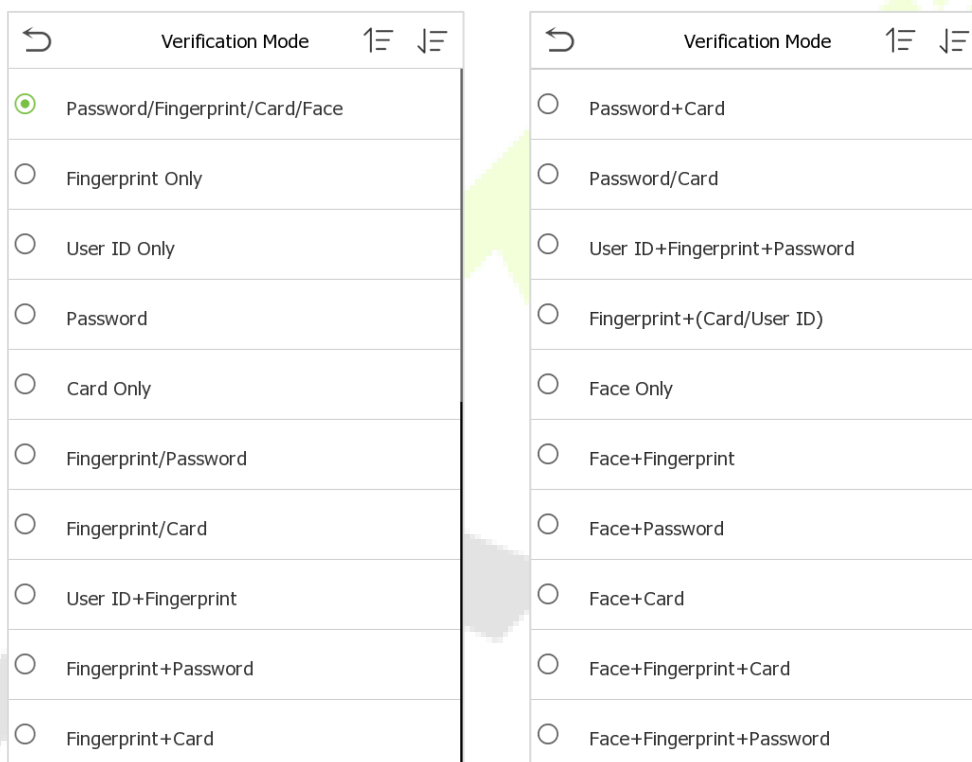 Verification Mode
Password/Fingerprint/Card/Face
Fingerprint Only
User ID Only
Password
Card Only
Fingerprint/Password
Fingerprint/Card
User ID+Fingerprint
Fingerprint+Password
Fingerprint+Card
Verification Mode
Password+Card
Password/Card
User ID+Fingerprint+Password
Fingerprint+(Card/User ID)
Face Only
Face+Fingerprint
Face+Password
Face+Card
Face+Fingerprint+Card
Face+Fingerprint+Password